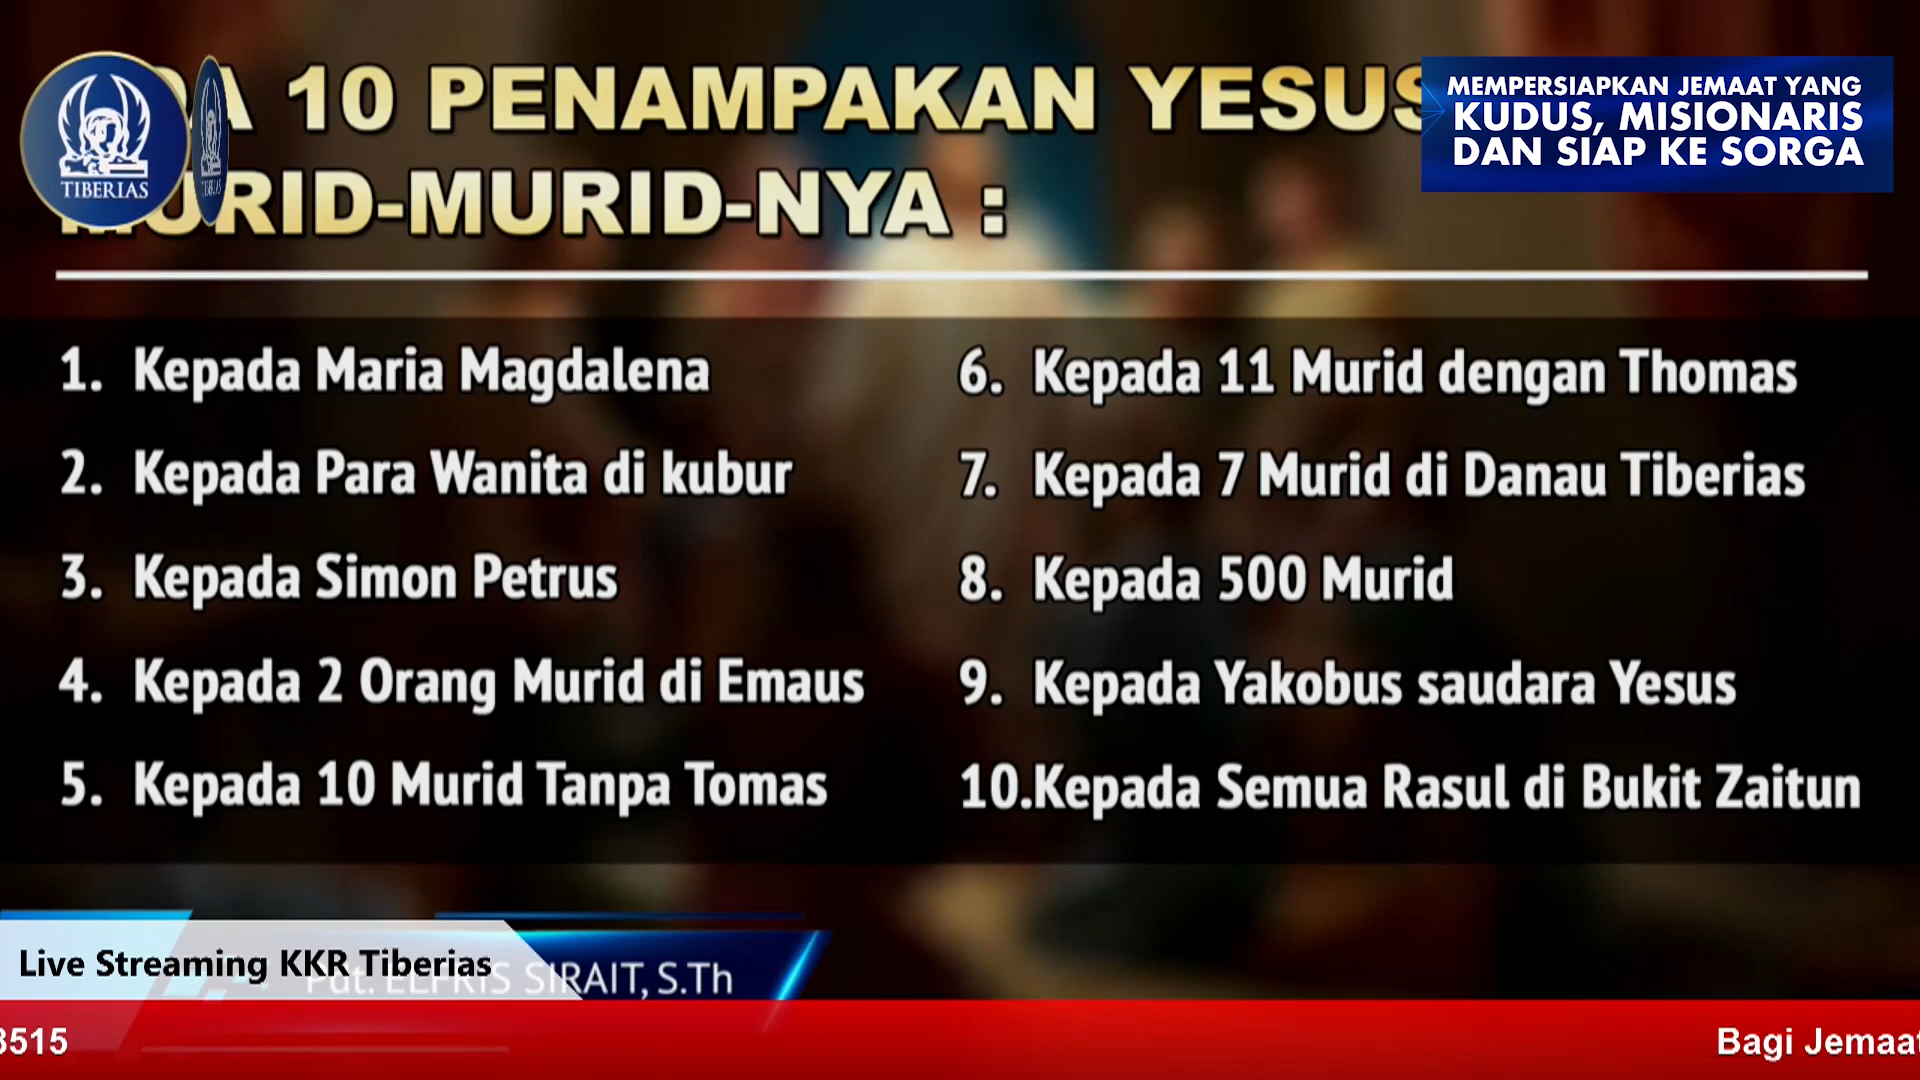 10 PENAMPAKAN YESUS
MURID-MURID-NYA :
MEMPERSIAPKAN JEMAAT YANG
KUDUS, MISIONARIS
DAN SIAP KE SORGA
TIBERIAS
1. Kepada Maria Magdalena
2. Kepada Para Wanita di kubur
3. Kepada Simon Petrus
4. Kepada 2 Orang Murid di Emaus
5. Kepada 10 Murid Tanpa Tomas
6. Kepada 11 Murid dengan Thomas
7. Kepada 7 Murid di Danau Tiberias
8. Kepada 500 Murid
9. Kepada Yakobus saudara Yesus
10.Kepada Semua Rasul di Bukit Zaitun
Live Streaming KKR Tiberias
Pdt. ELFRIS SIRAIT, S.Th
3515
Bagi Jemaat